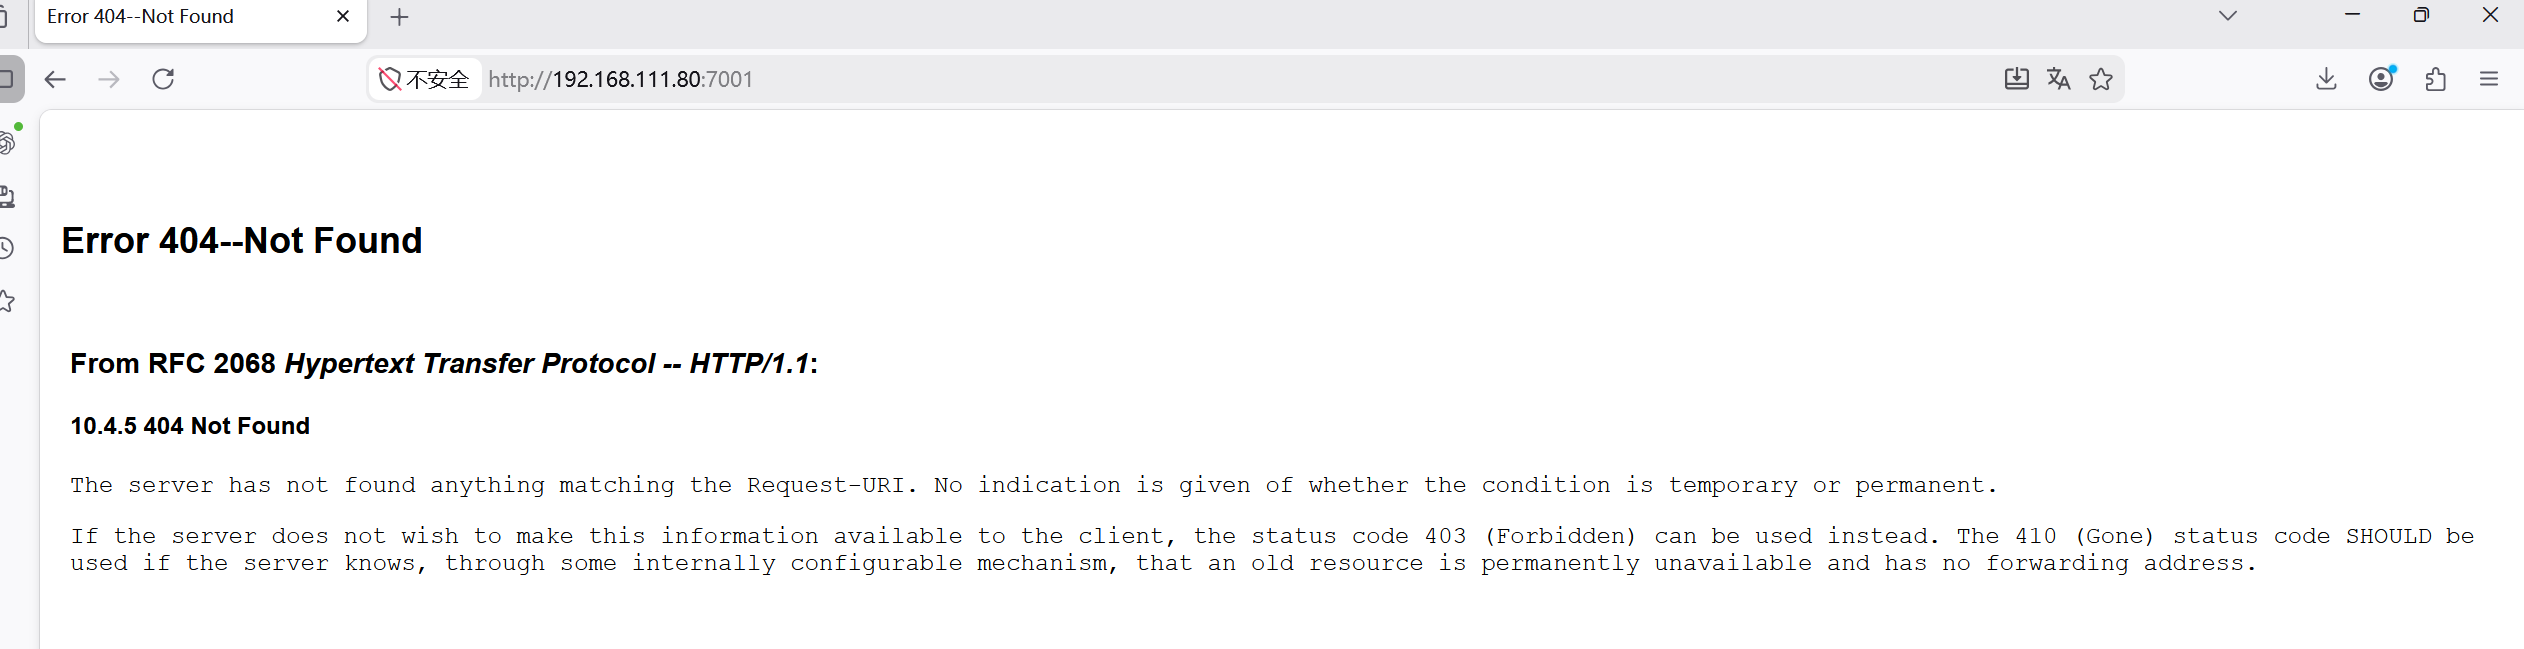 Error 404--Not Found
不安全 http://192.168.111.80:7001
Error 404--Not Found
From RFC 2068 Hypertext Transfer Protocol -- HTTP/1.1:
10.4.5 404 Not Found
The server has not found anything matching the Request-URI. No indication is given of whether the condition is temporary or permanent.
If the server does not wish to make this information available to the client, the status code 403 (Forbidden) can be used instead. The 410 (Gone) status code SHOULD be
used if the server knows, through some internally configurable mechanism, that an old resource is permanently unavailable and has no forwarding address.